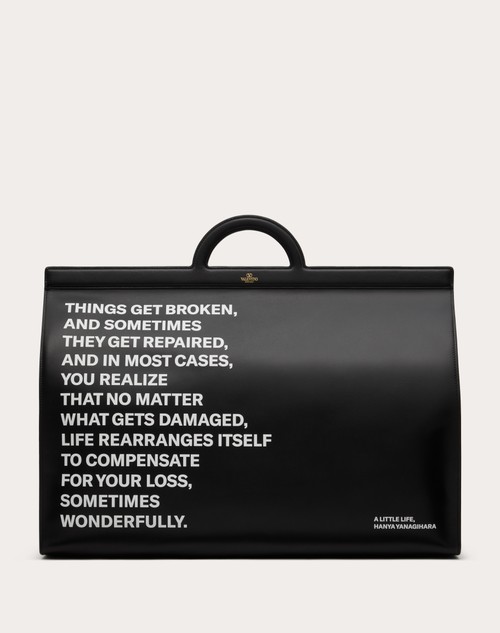 VALENTINO
THINGS GET BROKEN,
AND SOMETIMES
THEY GET REPAIRED,
AND IN MOST CASES,
YOU REALIZE
THAT NO MATTER
WHAT GETS DAMAGED,
LIFE REARRANGES ITSELF
TO COMPENSATE
FOR YOUR LOSS,
SOMETIMES
WONDERFULLY.
A LITTLE LIFE,
HANYA YANAGIHARA